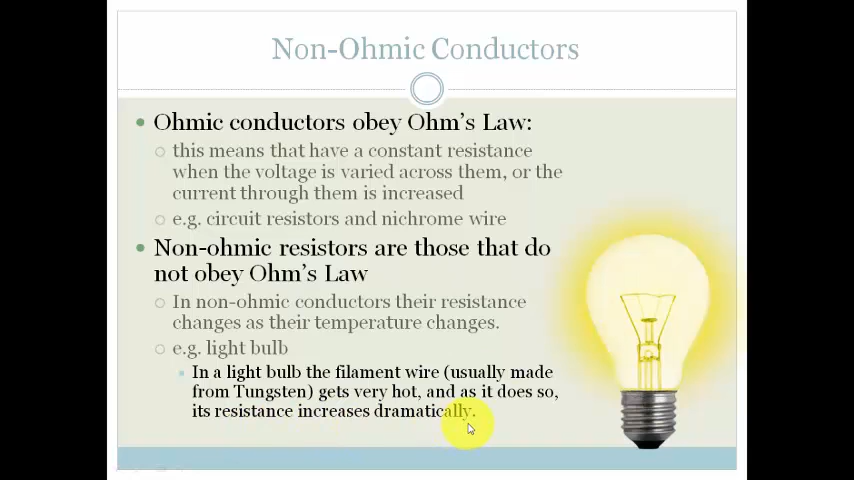 Non-Ohmic Conductors
Ohmic conductors obey Ohm's Law:
this means that have a constant resistance
when the voltage is varied across them, or the
current through them is increased
e.g. circuit resistors and nichrome wire
Non-ohmic resistors are those that do
not obey Ohm's Law
In non-ohmic conductors their resistance
changes as their temperature changes.
e.g. light bulb
In a light bulb the filament wire (usually made
from Tungsten) gets very hot, and as it does so,
its resistance increases dramatically.